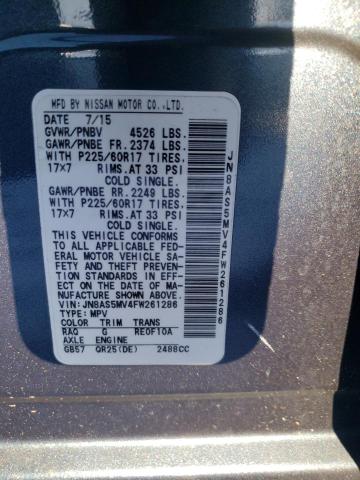 MFD BY NISSAN MOTOR CO.,LTD.
DATE 7/15
GVWR/PNBV 4526 LBS.
GAWR/PNBE FR. 2374 LBS.
WITH P225/60R17 TIRES,
17×7 RIMS.AT 33 PSI
COLD SINGLE.
GAWR/PNBE RR. 2249 LBS.
WITH P225/60R17 TIRES,
17×7 RIMS.AT 33 PSI
COLD SINGLE.
THIS VEHICLE CONFORMS
TO ALL APPLICABLE FED-
ERAL MOTOR VEHICLE SA-
FETY AND THEFT PREVEN-
TION STANDARDS IN EFF-
ECT ON THE DATE OF MA-
NUFACTURE SHOWN ABOVE.
VIN: JN8AS5MV4FW261286
TYPE: MPV
COLOR TRIM TRANS
RAQ G RE0F10A
AXLE ENGINE
GB57 QR25(DE) 2488CC
JN8AS5MV4FW261286